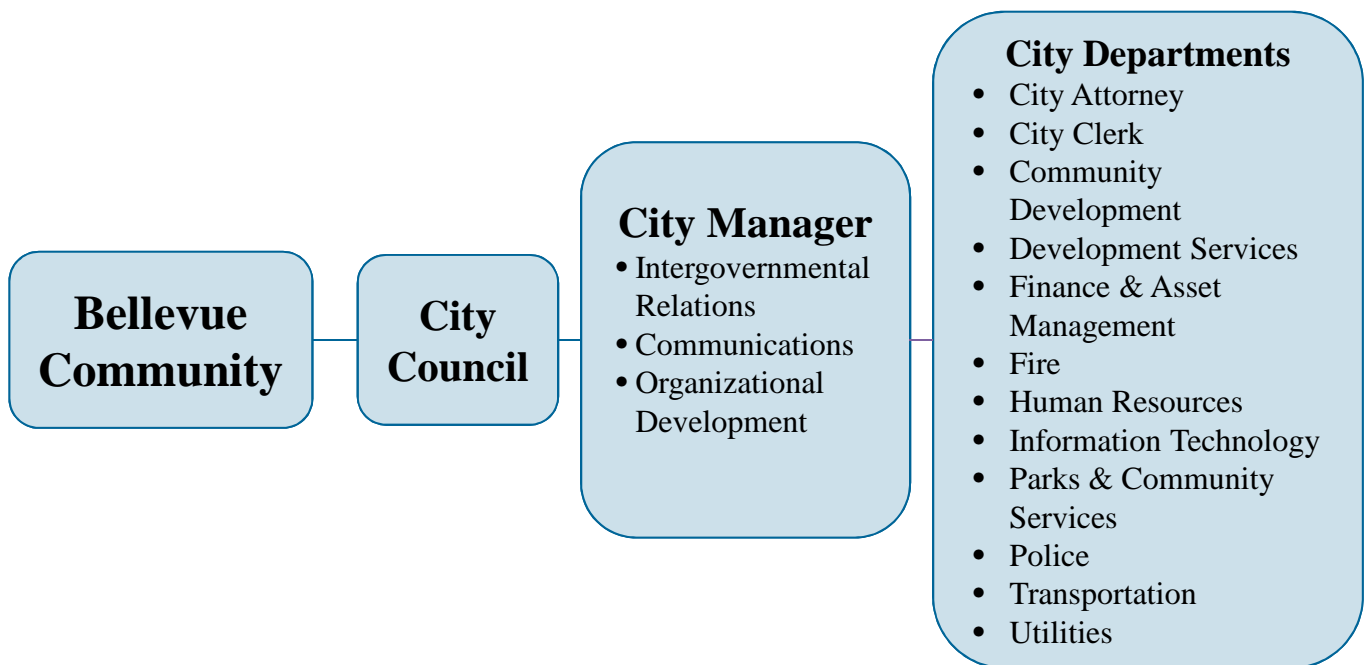 Bellevue
Community
City
Council
City Manager
• Intergovernmental
Relations
• Communications
• Organizational
Development
City Departments
• City Attorney
• City Clerk
• Community
Development
• Development Services
• Finance & Asset
Management
• Fire
• Human Resources
• Information Technology
• Parks & Community
Services
• Police
• Transportation
• Utilities